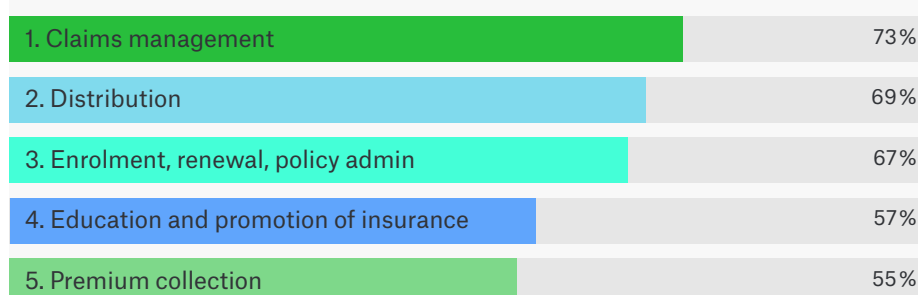 1. Claims management 73%
2. Distribution 69%
3. Enrolment, renewal, policy admin 67%
4. Education and promotion of insurance 57%
5. Premium collection 55%